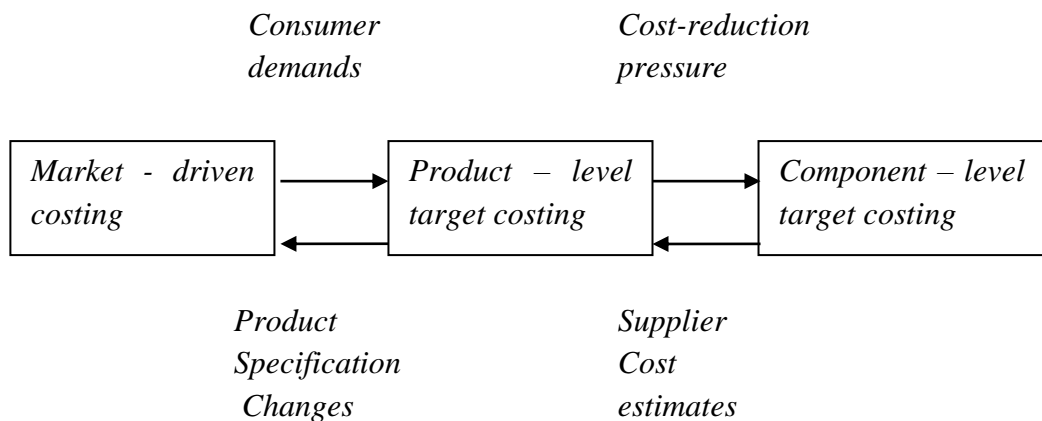 Consumer
demands
Cost-reduction
pressure
Market - driven
costing
Product – level
target costing
Component – level
target costing
Product
Specification
Changes
Supplier
Cost
estimates